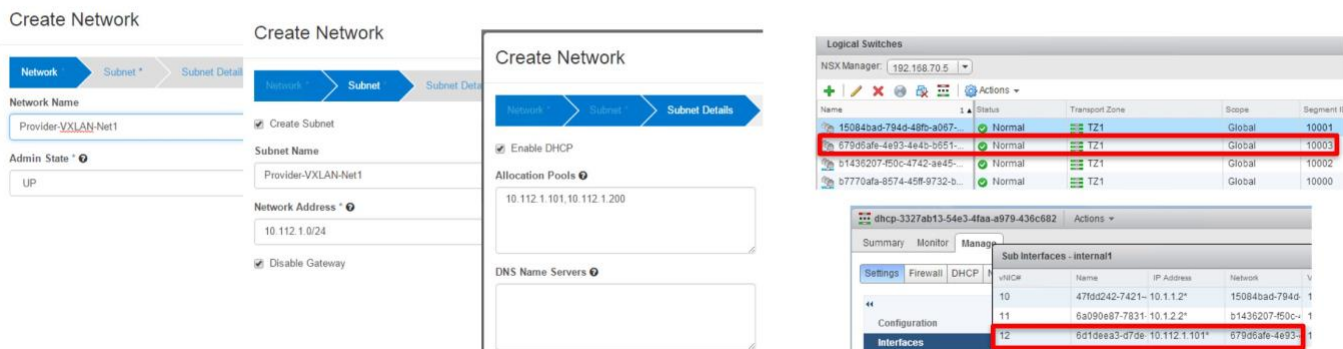 Create Network
Network * Subnet * Subnet Detail
Network Name
Provider-VXLAN-Net1
Admin State *
UP
Create Network
Network * Subnet Subnet Deta
Create Subnet
Subnet Name
Provider-VXLAN-Net1
Network Address *
10.112.1.0/24
Disable Gateway
Create Network
Network * Subnet * Subnet Details
Enable DHCP
Allocation Pools
10.112.1.101,10.112.1.200
DNS Name Servers
Logical Switches
NSX Manager: 192.168.70.5
Actions
Name 1 Status Transport Zone Scope Segment I
15084bad-794d-48fb-a067-... Normal TZ1 Global 10001
679d6afe-4e93-4e4b-b651-... Normal TZ1 Global 10003
b1436207-f50c-4742-ae45-... Normal TZ1 Global 10002
b7770afa-8574-45ff-9732-b... Normal TZ1 Global 10000
dhcp-3327ab13-54e3-4faa-a979-436c682 Actions
Summary Monitor Manage
Settings Firewall DHCP N
Configuration
Interfaces
Sub Interfaces - internal1
vNIC# Name IP Address Network V
10 47fdd242-7421- 10.1.1.2* 15084bad-794d- 1
11 6a090e87-7831- 10.1.2.2* b1436207-f50c- 1
12 6d1deea3-d7de- 10.112.1.101* 679d6afe-4e93- 1